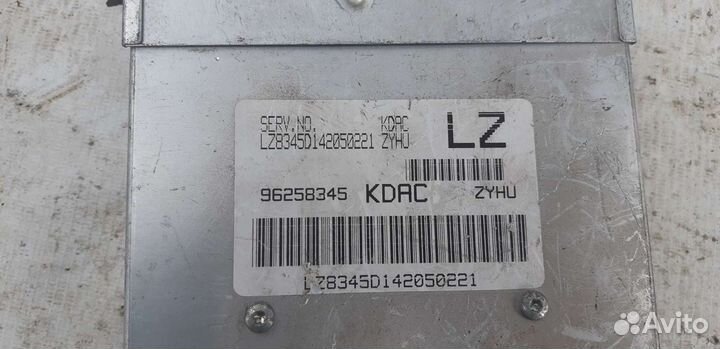 SERV.NO. KDAC LZ
LZ8345D142050221 ZYHU
96258345 KDAC ZYHU
LZ8345D142050221
Avito